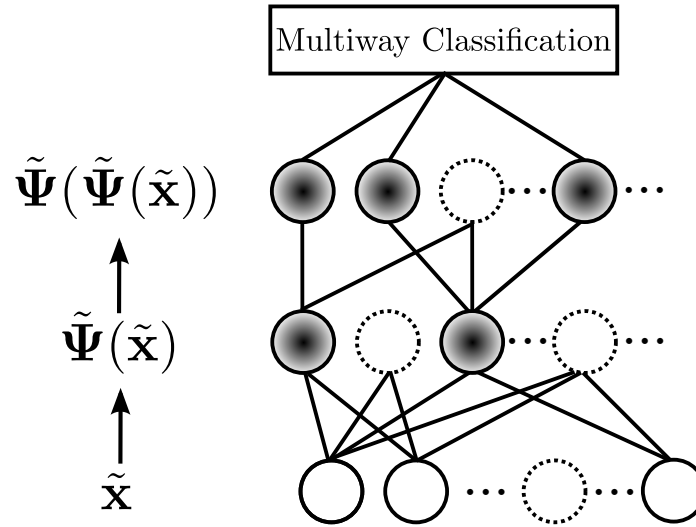 Multiway Classification
Ψ̃(Ψ̃(x̃))
Ψ̃(x̃)
x̃